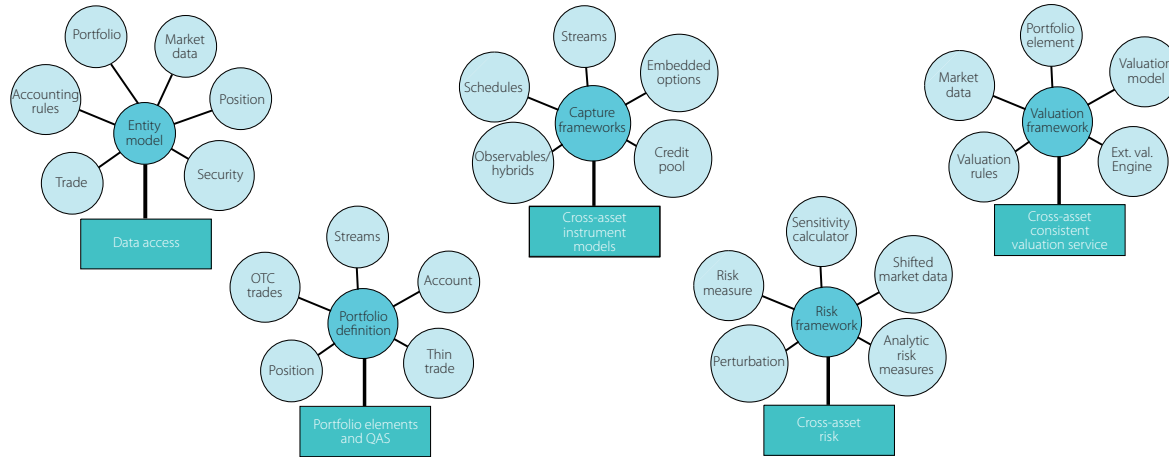 Portfolio
Market
data
Accounting
rules
Position
Entity
model
Trade
Security
Data access
Streams
Embedded
options
Schedules
Capture
frameworks
Observables/
hybrids
Credit
pool
Cross-asset
instrument
models
Portfolio
element
Valuation
model
Market
data
Valuation
framework
Valuation
rules
Ext. val.
Engine
Cross-asset
consistent
valuation service
Streams
OTC
trades
Account
Portfolio
definition
Position
Thin
trade
Portfolio elements
and QAS
Sensitivity
calculator
Risk
measure
Shifted
market data
Risk
framework
Perturbation
Analytic
risk
measures
Cross-asset
risk